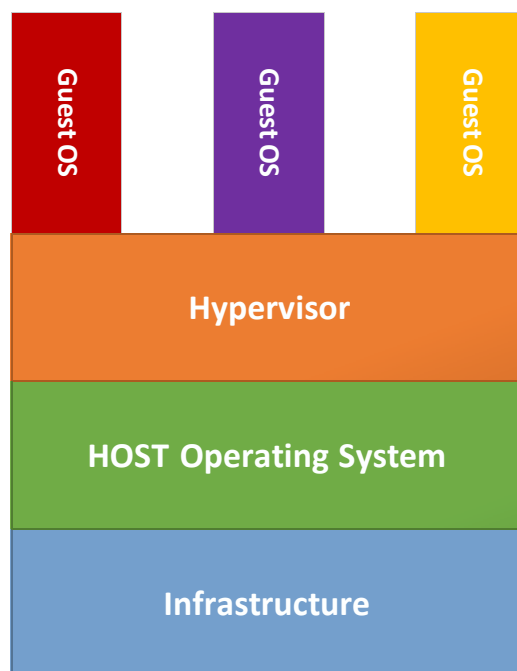 Guest OS
Guest OS
Guest OS
Hypervisor
HOST Operating System
Infrastructure